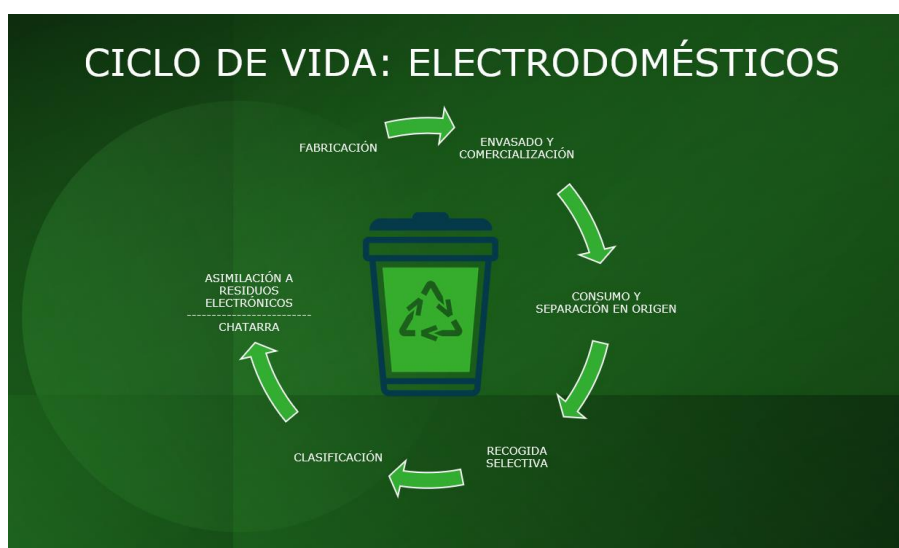 CICLO DE VIDA: ELECTRODOMÉSTICOS
FABRICACIÓN
ENVASADO Y
COMERCIALIZACIÓN
CONSUMO Y
SEPARACIÓN EN ORIGEN
RECOGIDA
SELECTIVA
CLASIFICACIÓN
ASIMILACIÓN A
RESIDUOS
ELECTRÓNICOS
-------------------------
CHATARRA